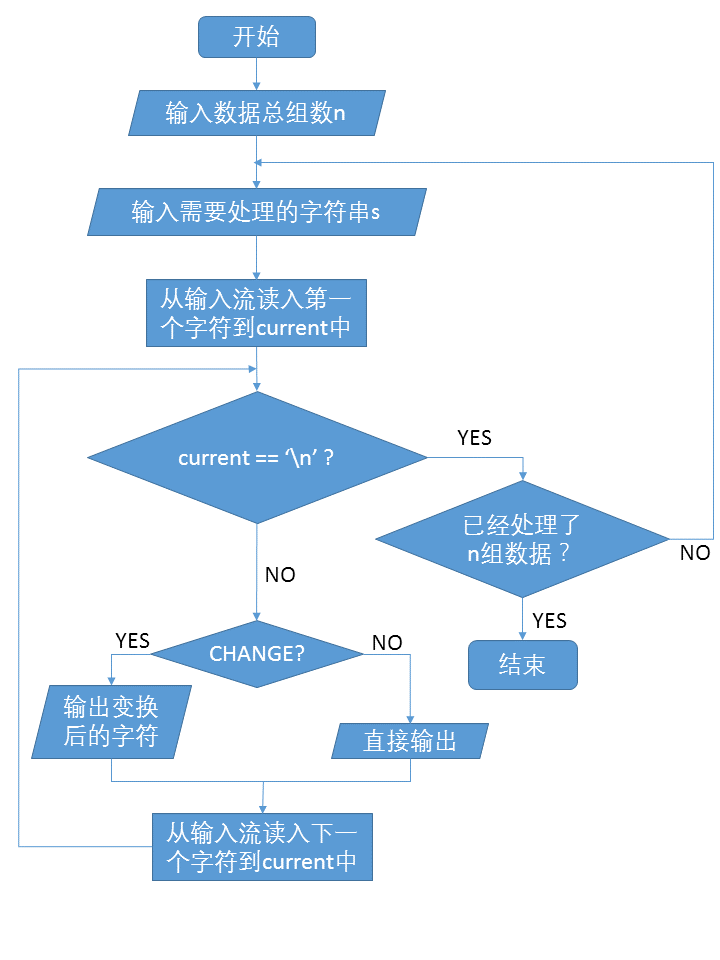 开始
输入数据总组数n
输入需要处理的字符串s
从输入流读入第一
个字符到current中
current == ‘\n’ ?
YES
已经处理了
n组数据？
NO
YES
结束
NO
CHANGE?
YES
NO
输出变换
后的字符
直接输出
从输入流读入下一
个字符到current中